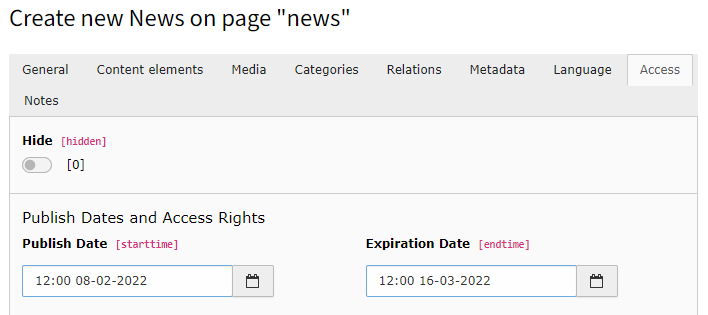 Create new News on page "news"
General Content elements Media Categories Relations Metadata Language Access
Notes
Hide [hidden]
[0]
Publish Dates and Access Rights
Publish Date [starttime] Expiration Date [endtime]
12:00 08-02-2022 12:00 16-03-2022